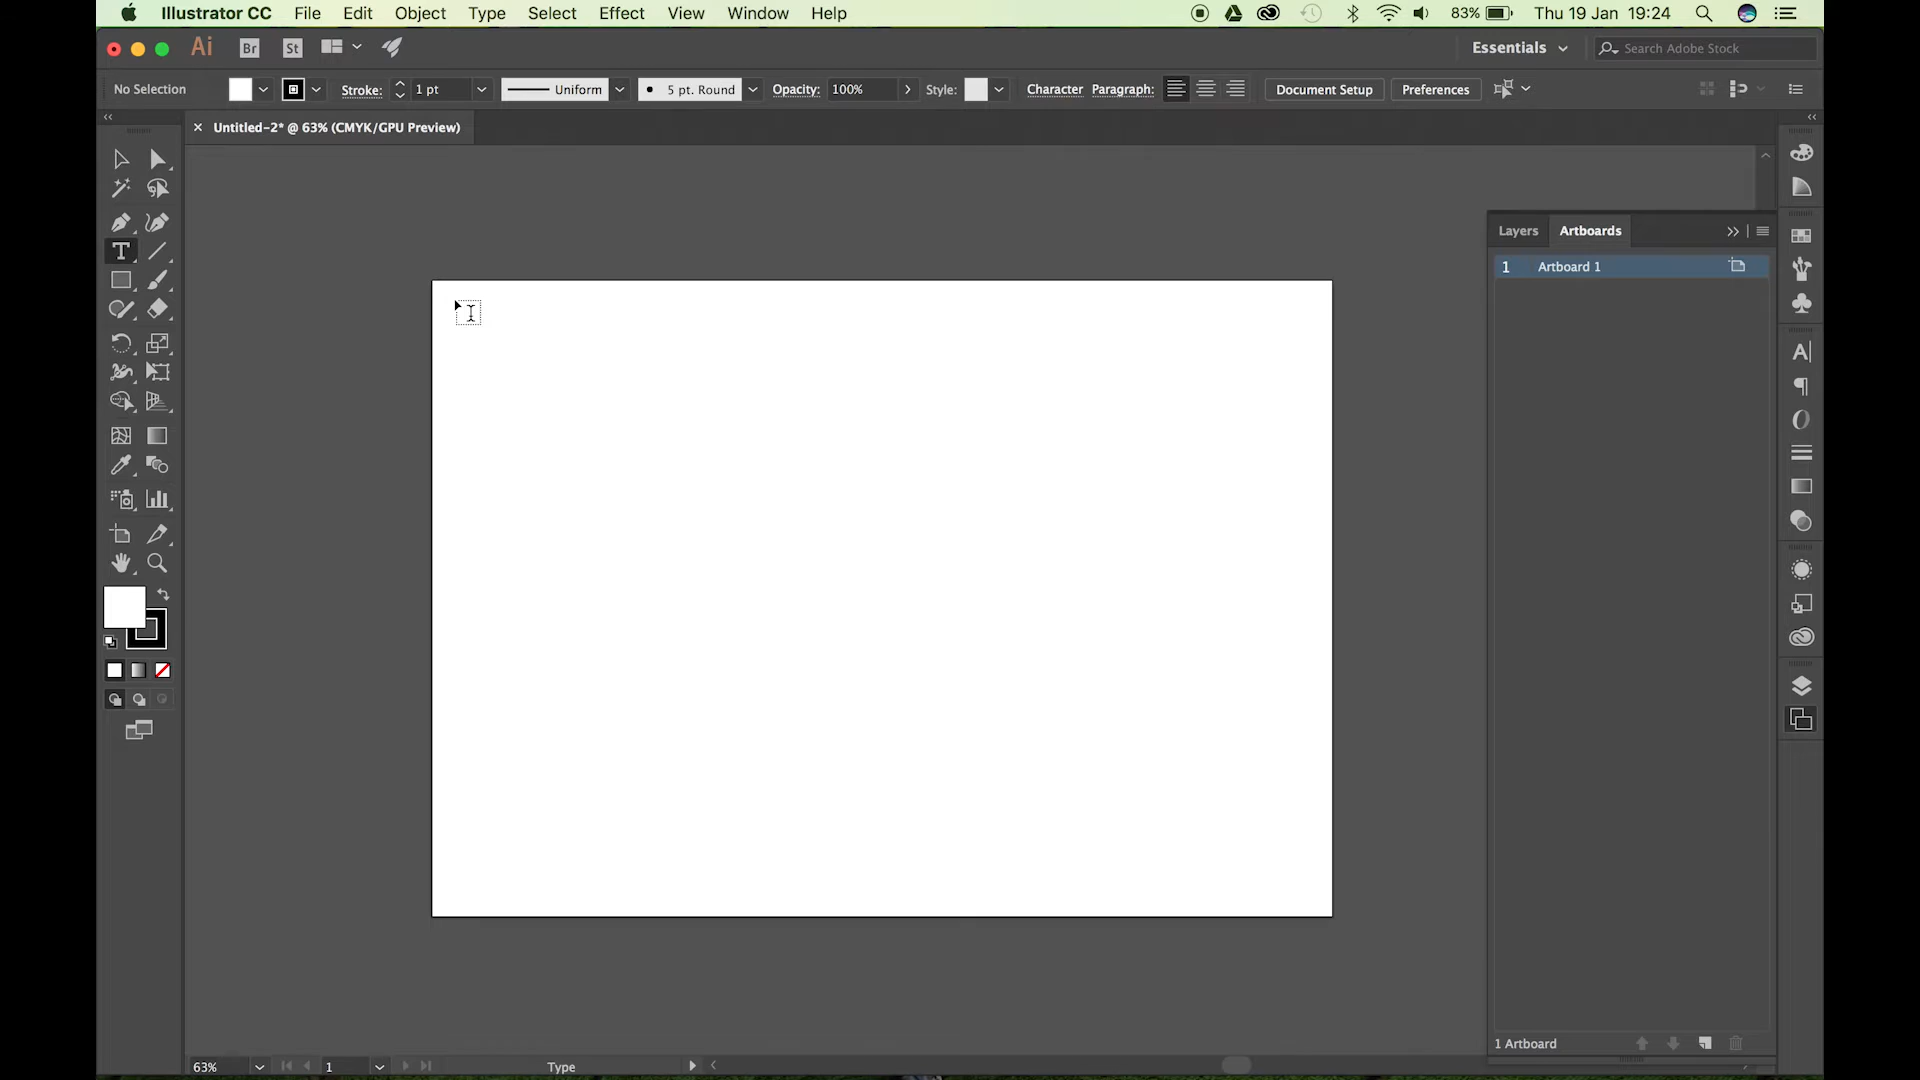 Illustrator CC File Edit Object Type Select Effect View Window Help 83% Thu 19 Jan 19:24
Ai Br St Essentials Search Adobe Stock
No Selection Stroke: 1 pt Uniform 5 pt. Round Opacity: 100% Style: Character Paragraph: Document Setup Preferences
Untitled-2* @ 63% (CMYK/GPU Preview)
Layers Artboards
1 Artboard 1
1 Artboard
63% 1 Type